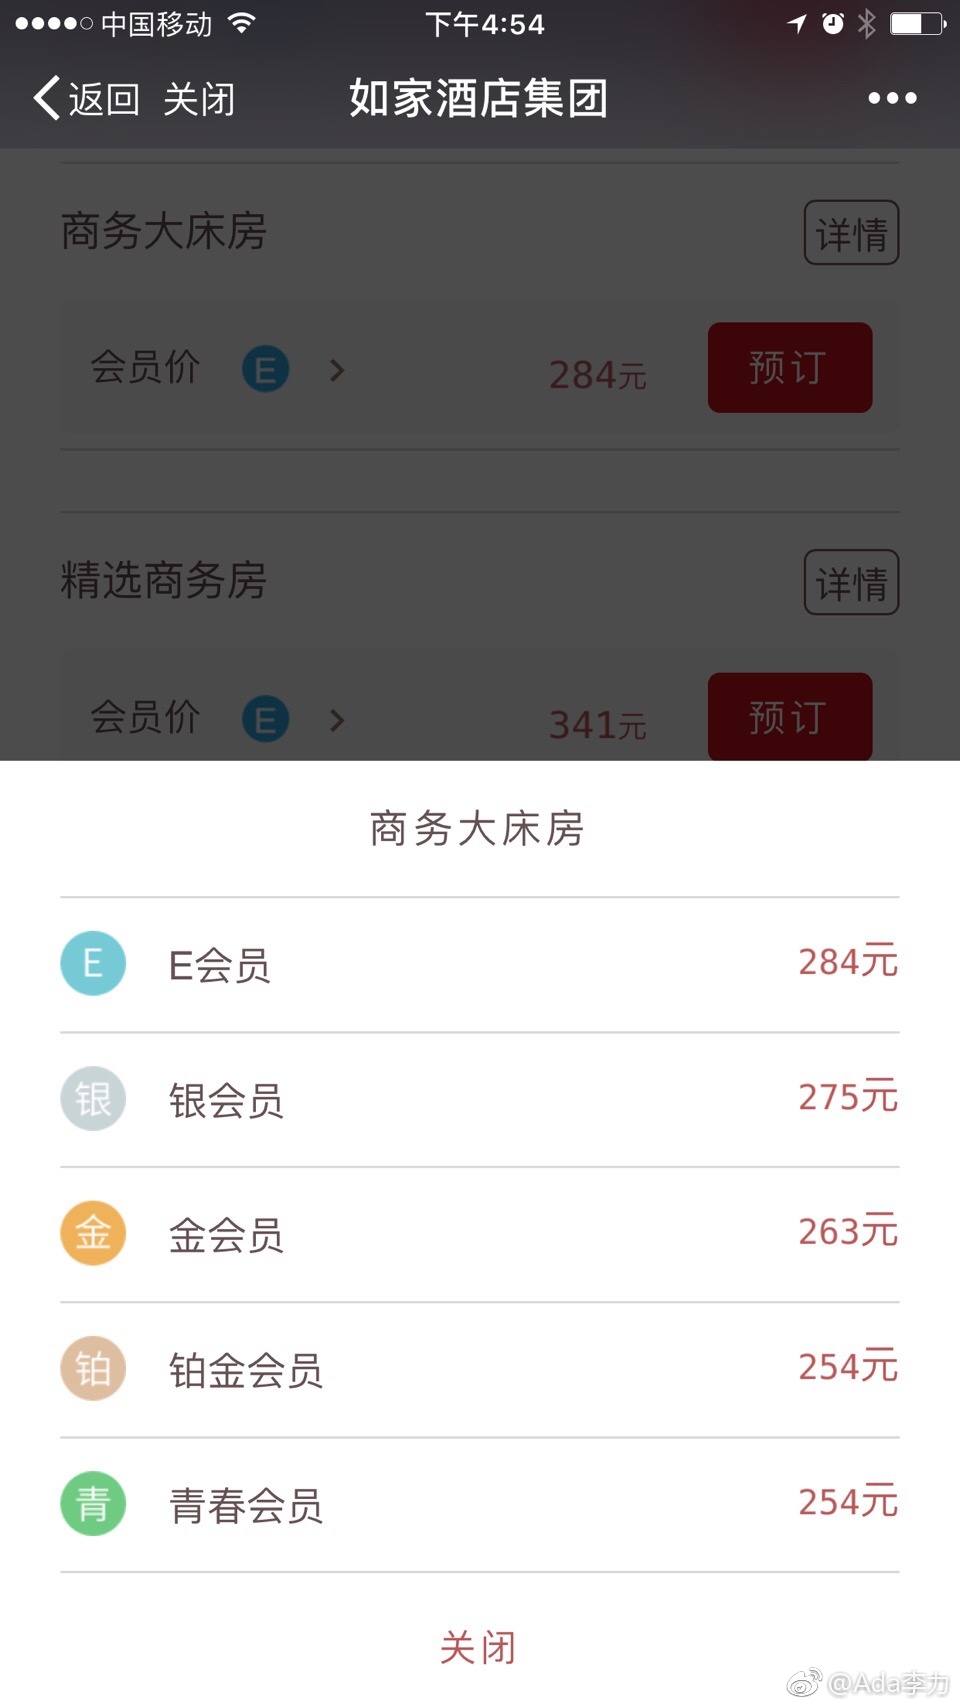 中国移动 下午4:54
返回 关闭 如家酒店集团
商务大床房 详情
会员价 E 284元 预订
精选商务房 详情
会员价 E 341元 预订
商务大床房
E E会员 284元
银 银会员 275元
金 金会员 263元
铂 铂金会员 254元
青 青春会员 254元
关闭
@Ada李力